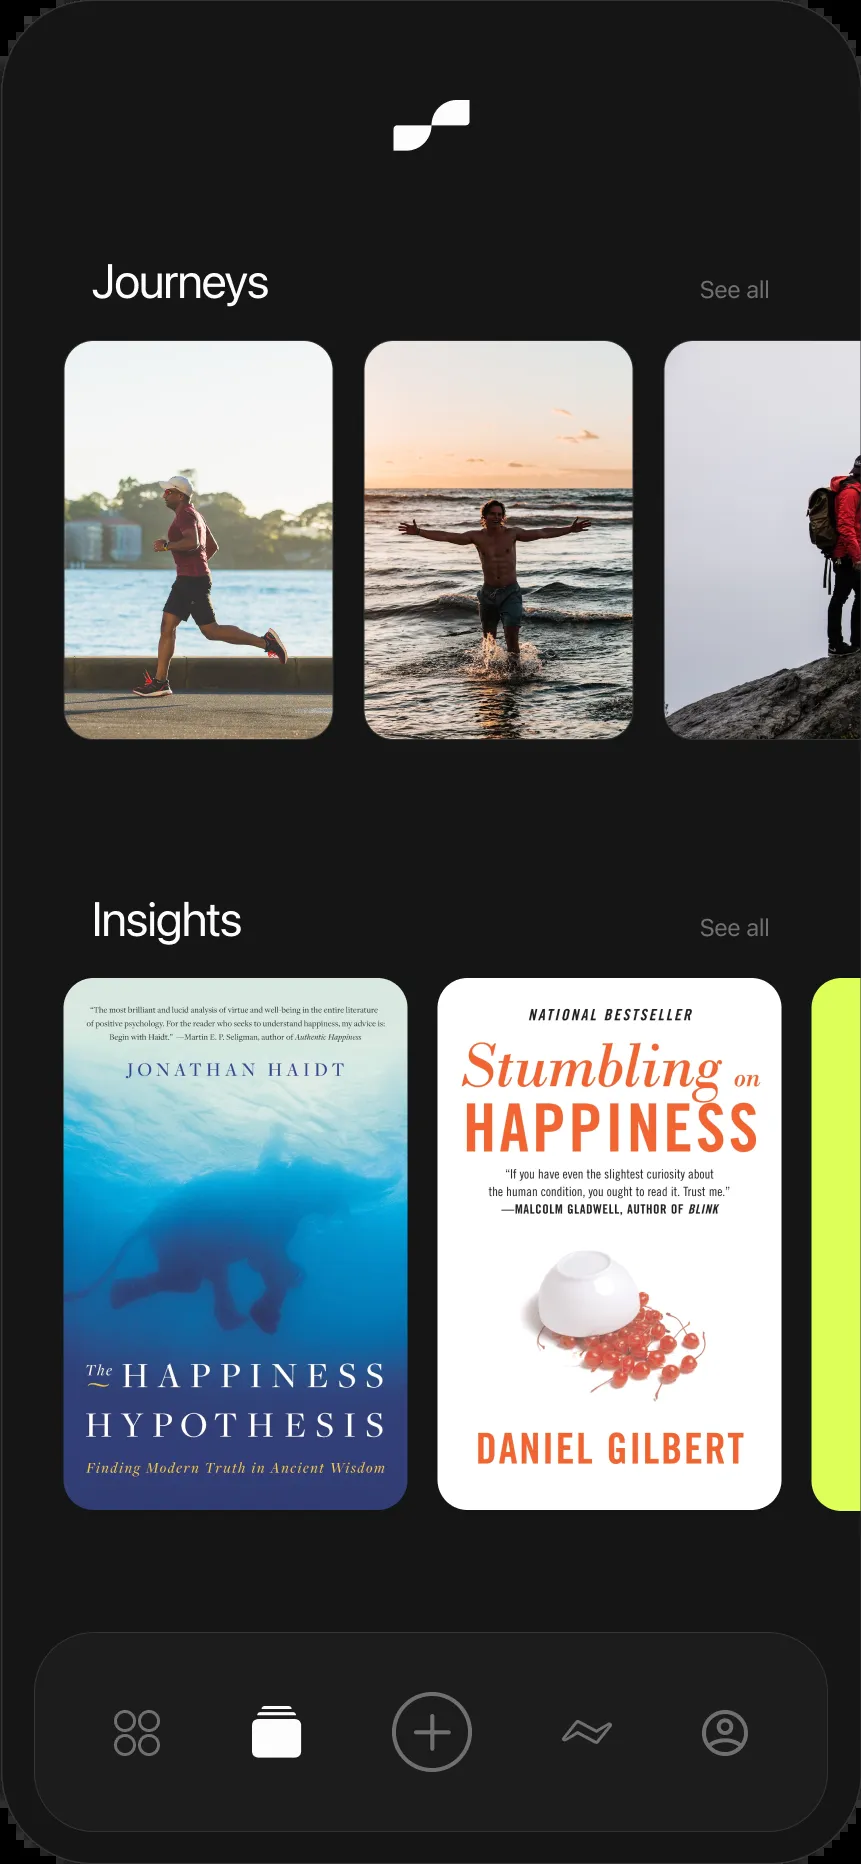 Journeys
See all
Insights
See all
“The most brilliant and lucid analysis of virtue and well-being in the entire literature
of positive psychology. For the reader who seeks to understand happiness, my advice is:
Begin with Haidt.” —Martin E. P. Seligman, author of Authentic Happiness
JONATHAN HAIDT
The HAPPINESS
HYPOTHESIS
Finding Modern Truth in Ancient Wisdom
NATIONAL BESTSELLER
Stumbling on
HAPPINESS
“If you have even the slightest curiosity about
the human condition, you ought to read it. Trust me.”
—MALCOLM GLADWELL, AUTHOR OF BLINK
DANIEL GILBERT